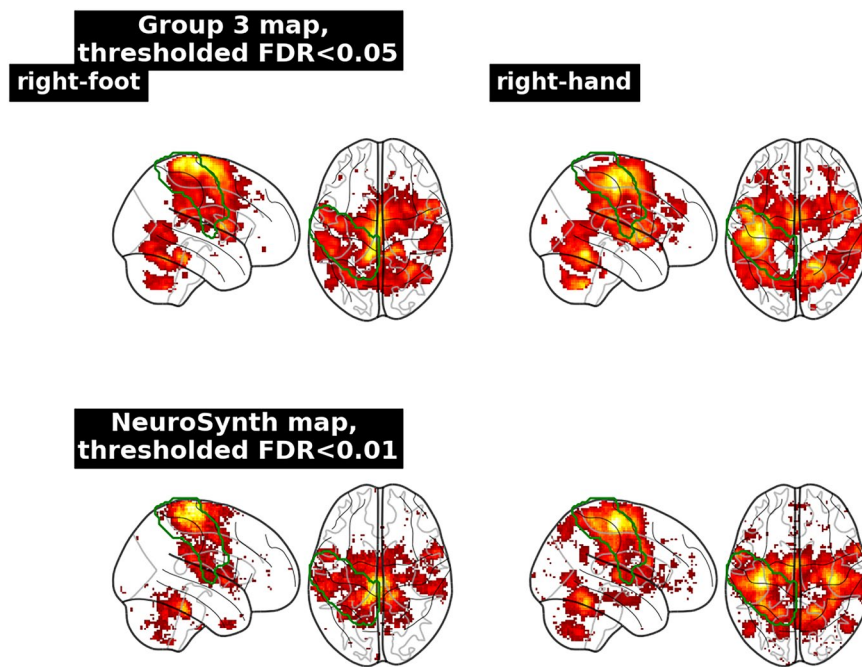 Group 3 map,
thresholded FDR<0.05
right-foot
right-hand
NeuroSynth map,
thresholded FDR<0.01